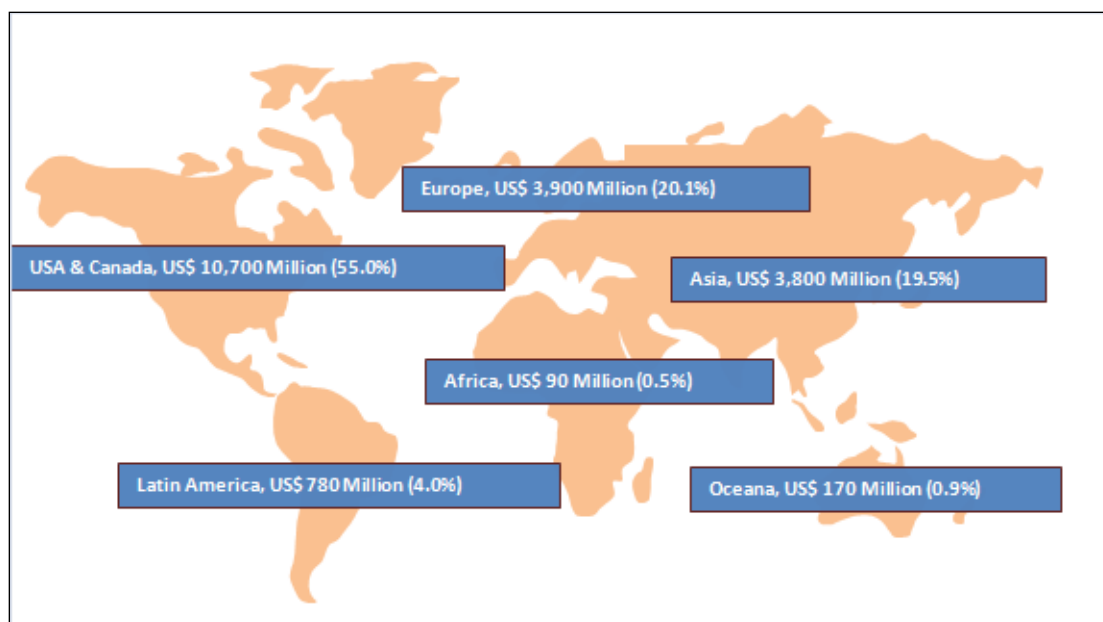 Europe, US$ 3,900 Million (20.1%)
USA & Canada, US$ 10,700 Million (55.0%)
Asia, US$ 3,800 Million (19.5%)
Africa, US$ 90 Million (0.5%)
Latin America, US$ 780 Million (4.0%)
Oceana, US$ 170 Million (0.9%)